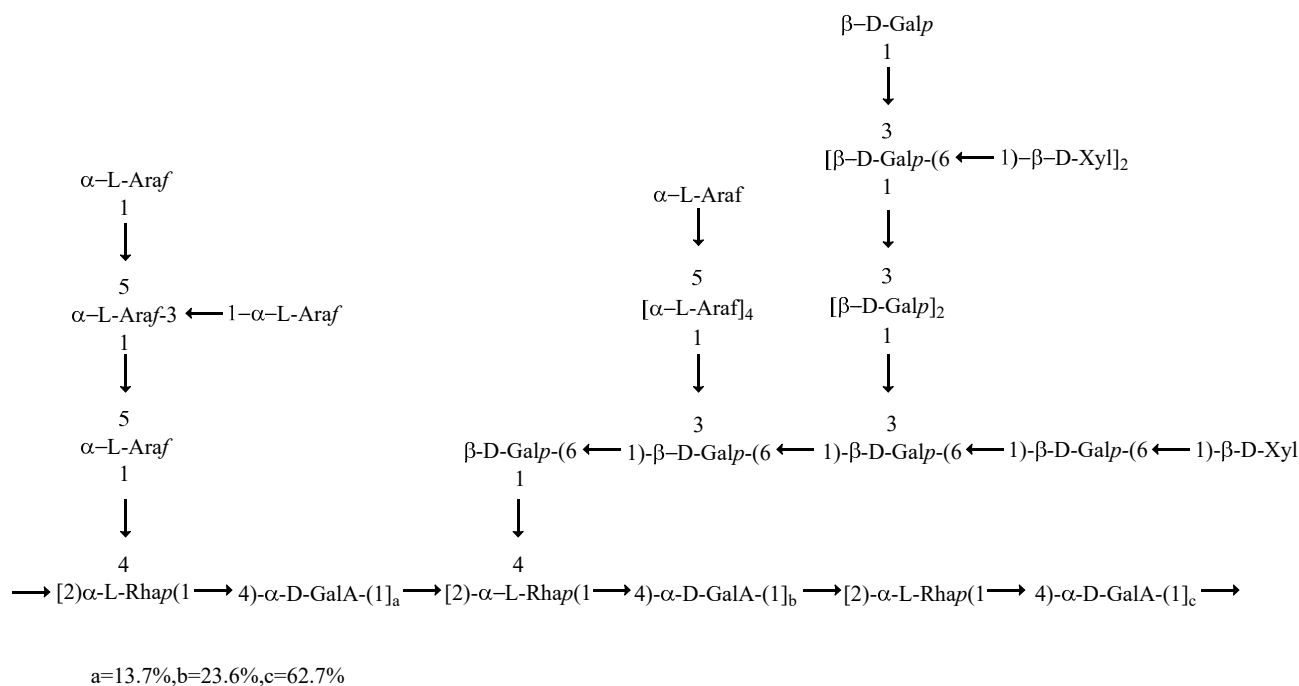 β–D-Galp
1
3
[β–D-Galp-(6 1)–β–D-Xyl]2
α–L-Araf
1
1
α–L-Araf
5
5
3
α–L-Araf-3 1–α–L-Araf
[α–L-Araf]4
[β–D-Galp]2
1
1
1
5
3
3
α–L-Araf
β-D-Galp-(6 1)-β–D-Galp-(6 1)-β-D-Galp-(6 1)-β-D-Galp-(6 1)-β-D-Xyl
1
1
4
4
[2)α-L-Rhap(1 4)-α-D-GalA-(1]a [2)-α–L-Rhap(1 4)-α-D-GalA-(1]b [2)-α-L-Rhap(1 4)-α-D-GalA-(1]c
a=13.7%,b=23.6%,c=62.7%